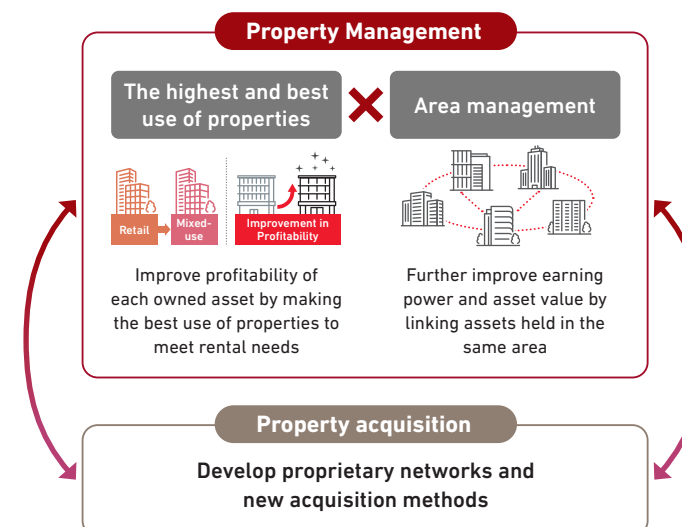 Property Management
The highest and best
use of properties
Area management
Retail
Mixed-
use
Improvement in
Profitability
Improve profitability of
each owned asset by making
the best use of properties to
meet rental needs
Further improve earning
power and asset value by
linking assets held in the
same area
Property acquisition
Develop proprietary networks and
new acquisition methods